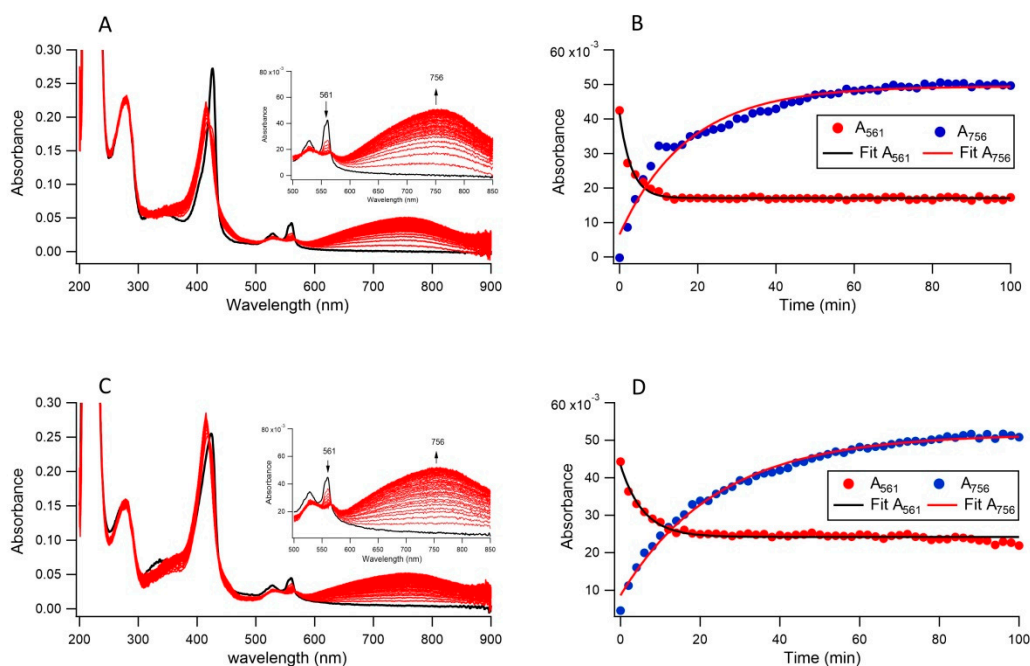 A
0.30
0.25
0.20
0.15
0.10
0.05
0.00
Absorbance
200 300 400 500 600 700 800 900
Wavelength (nm)
80 x10⁻³
60
40
20
0
Absorbance
561
756
500 550 600 650 700 750 800 850
Wavelength (nm)
B
60 x10⁻³
50
40
30
20
10
0
Absorbance
A₅₆₁ A₇₅₆
Fit A₅₆₁ Fit A₇₅₆
0 20 40 60 80 100
Time (min)
C
0.30
0.25
0.20
0.15
0.10
0.05
0.00
Absorbance
200 300 400 500 600 700 800 900
wavelength (nm)
80 x10⁻³
60
40
20
0
Absorbance
561
756
500 550 600 650 700 750 800 850
Wavelength (nm)
D
60 x10⁻³
50
40
30
20
10
Absorbance
A₅₆₁ A₇₅₆
Fit A₅₆₁ Fit A₇₅₆
0 20 40 60 80 100
Time (min)